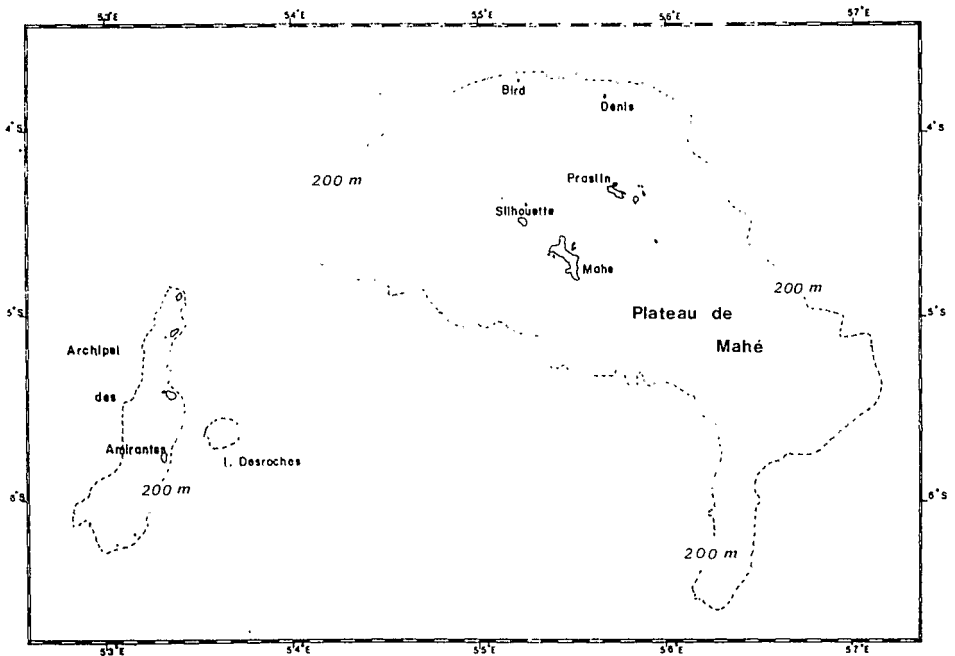 53°E 54°E 55°E 56°E 57°E
Bird
Denis
4°S 4°S
Praslin
200 m
Silhouette
Mahe
200 m
5°S 5°S
Plateau de
Mahé
Archipel
des
Amirantes
I. Desroches
200 m
6°S 6°S
200 m
53°E 54°E 55°E 56°E 57°E